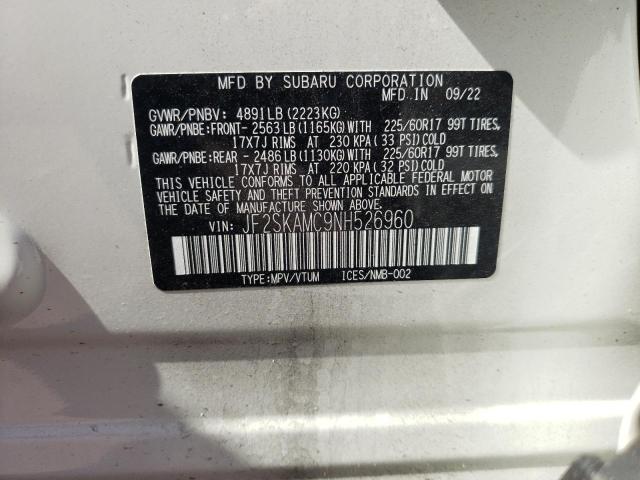 MFD BY SUBARU CORPORATION
MFD.IN 09/22
GVWR/PNBV: 4891LB (2223KG)
GAWR/PNBE:FRONT- 2563LB (1165KG)WITH 225/60R17 99T TIRES,
17X7J RIMS AT 230 KPA( 33 PSI)COLD
GAWR/PNBE:REAR - 2486LB (1130KG)WITH 225/60R17 99T TIRES,
17X7J RIMS AT 220 KPA( 32 PSI)COLD
THIS VEHICLE CONFORMS TO ALL APPLICABLE FEDERAL MOTOR
VEHICLE SAFETY AND THEFT PREVENTION STANDARDS IN EFFECT
ON THE DATE OF MANUFACTURE SHOWN ABOVE.
VIN: JF2SKAMC9NH526960
TYPE:MPV/VTUM ICES/NMB-002